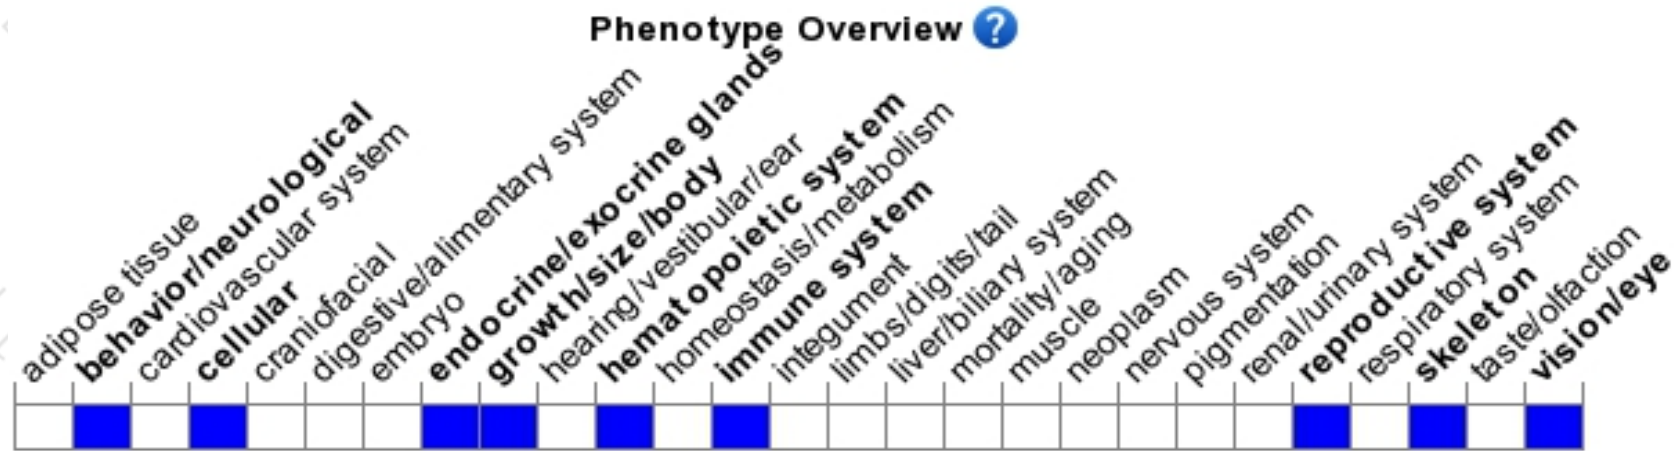 Phenotype Overview ?
adipose tissue
behavior/neurological
cardiovascular system
cellular
craniofacial
digestive/alimentary system
embryo
endocrine/exocrine glands
growth/size/body
hearing/vestibular/ear
hematopoietic system
homeostasis/metabolism
immune system
integument
limbs/digits/tail
liver/biliary system
mortality/aging
muscle
neoplasm
nervous system
pigmentation
renal/urinary system
reproductive system
respiratory system
skeleton
taste/olfaction
vision/eye